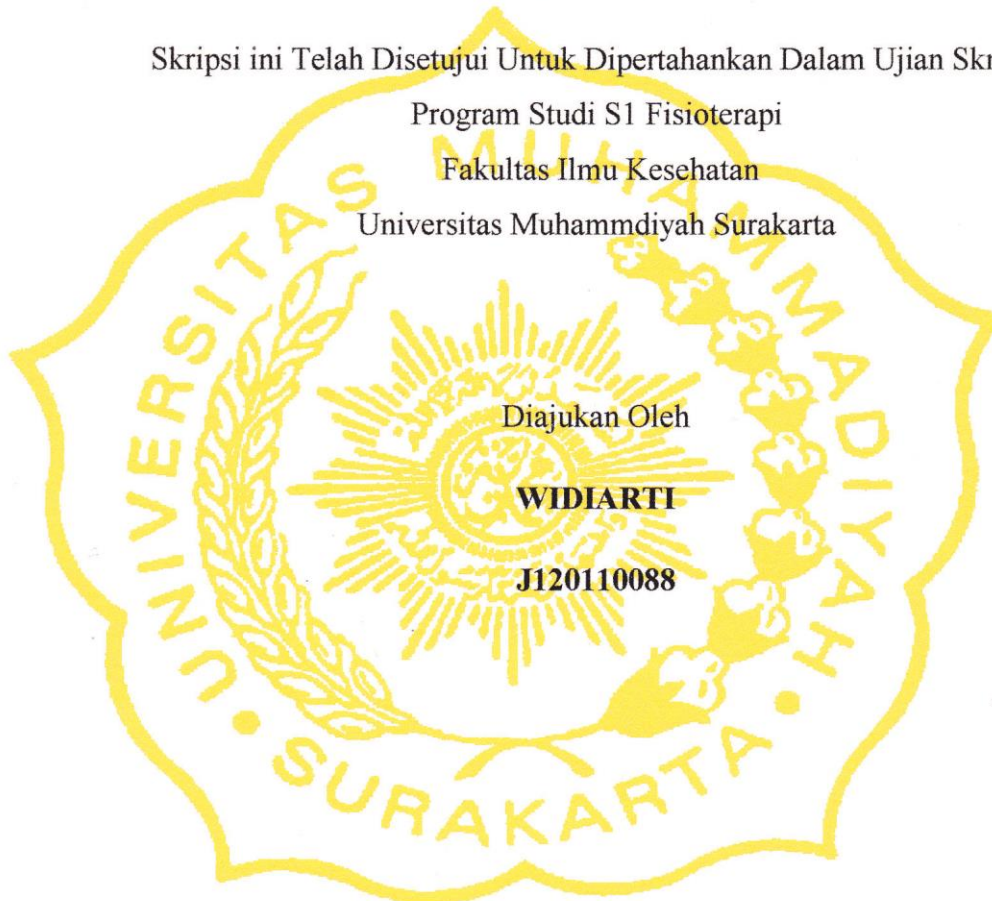 Skripsi ini Telah Disetujui Untuk Dipertahankan Dalam Ujian Skr
Program Studi S1 Fisioterapi
Fakultas Ilmu Kesehatan
Universitas Muhammdiyah Surakarta
Diajukan Oleh
WIDIARTI
J120110088
UNIVERSITAS MUHAMMADIYAH
SURAKARTA